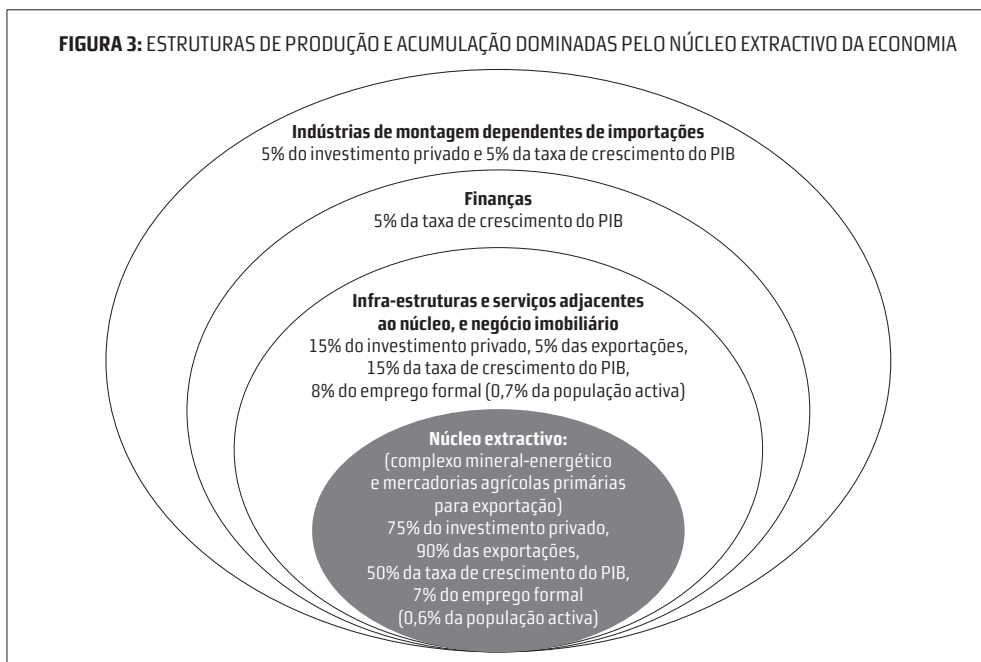 FIGURA 3: ESTRUTURAS DE PRODUÇÃO E ACUMULAÇÃO DOMINADAS PELO NÚCLEO EXTRACTIVO DA ECONOMIA
Indústrias de montagem dependentes de importações
5% do investimento privado e 5% da taxa de crescimento do PIB
Finanças
5% da taxa de crescimento do PIB
Infra-estruturas e serviços adjacentes
ao núcleo, e negócio imobiliário
15% do investimento privado, 5% das exportações,
15% da taxa de crescimento do PIB,
8% do emprego formal (0,7% da população activa)
Núcleo extractivo:
(complexo mineral-energético
e mercadorias agrícolas primárias
para exportação)
75% do investimento privado,
90% das exportações,
50% da taxa de crescimento do PIB,
7% do emprego formal
(0,6% da população activa)